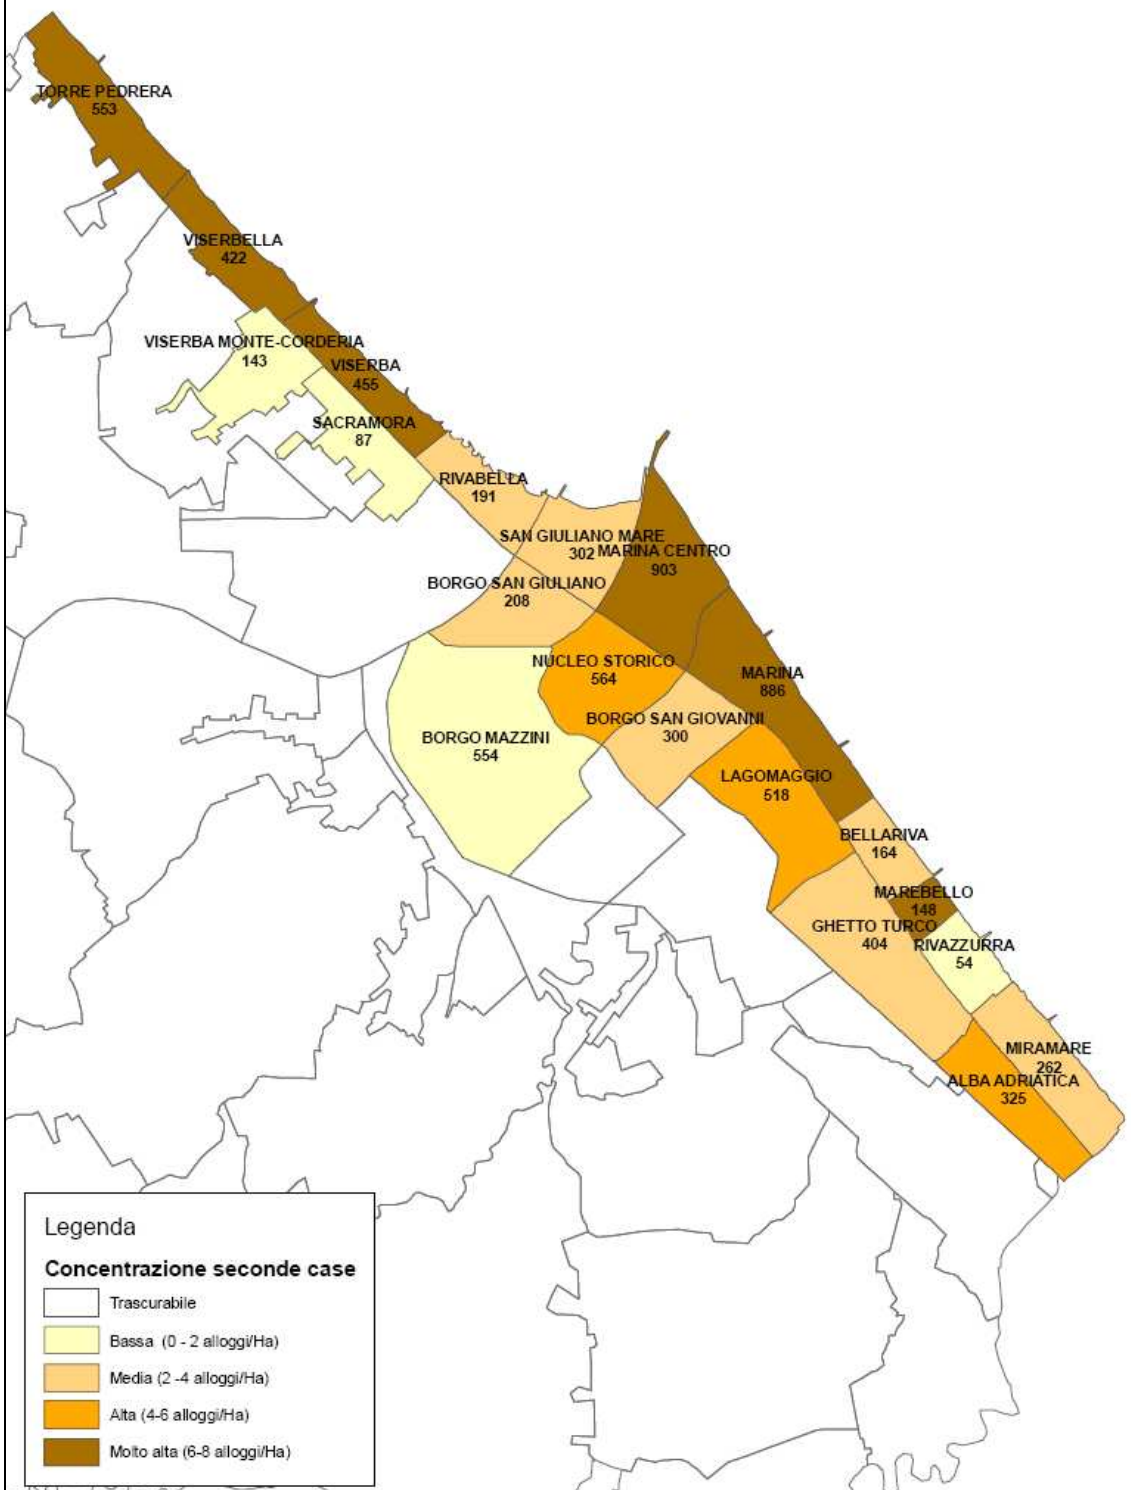 TORRE PEDRERA
553
VISERBELLA
422
VISERBA MONTE-CORDERIA
143
VISERBA
455
SACRAMORA
87
RIVABELLA
191
SAN GIULIANO MARE
302
MARINA CENTRO
903
BORGO SAN GIULIANO
208
NUCLEO STORICO
564
MARINA
886
BORGO SAN GIOVANNI
300
BORGO MAZZINI
554
LAGOMAGGIO
518
BELLARIVA
164
MAREBELLO
148
GHETTO TURCO
404
RIVAZZURRA
54
MIRAMARE
262
ALBA ADRIATICA
325
Legenda
Concentrazione seconde case
Trascurabile
Bassa (0 - 2 alloggi/Ha)
Media (2 -4 alloggi/Ha)
Alta (4-6 alloggi/Ha)
Molto alta (6-8 alloggi/Ha)